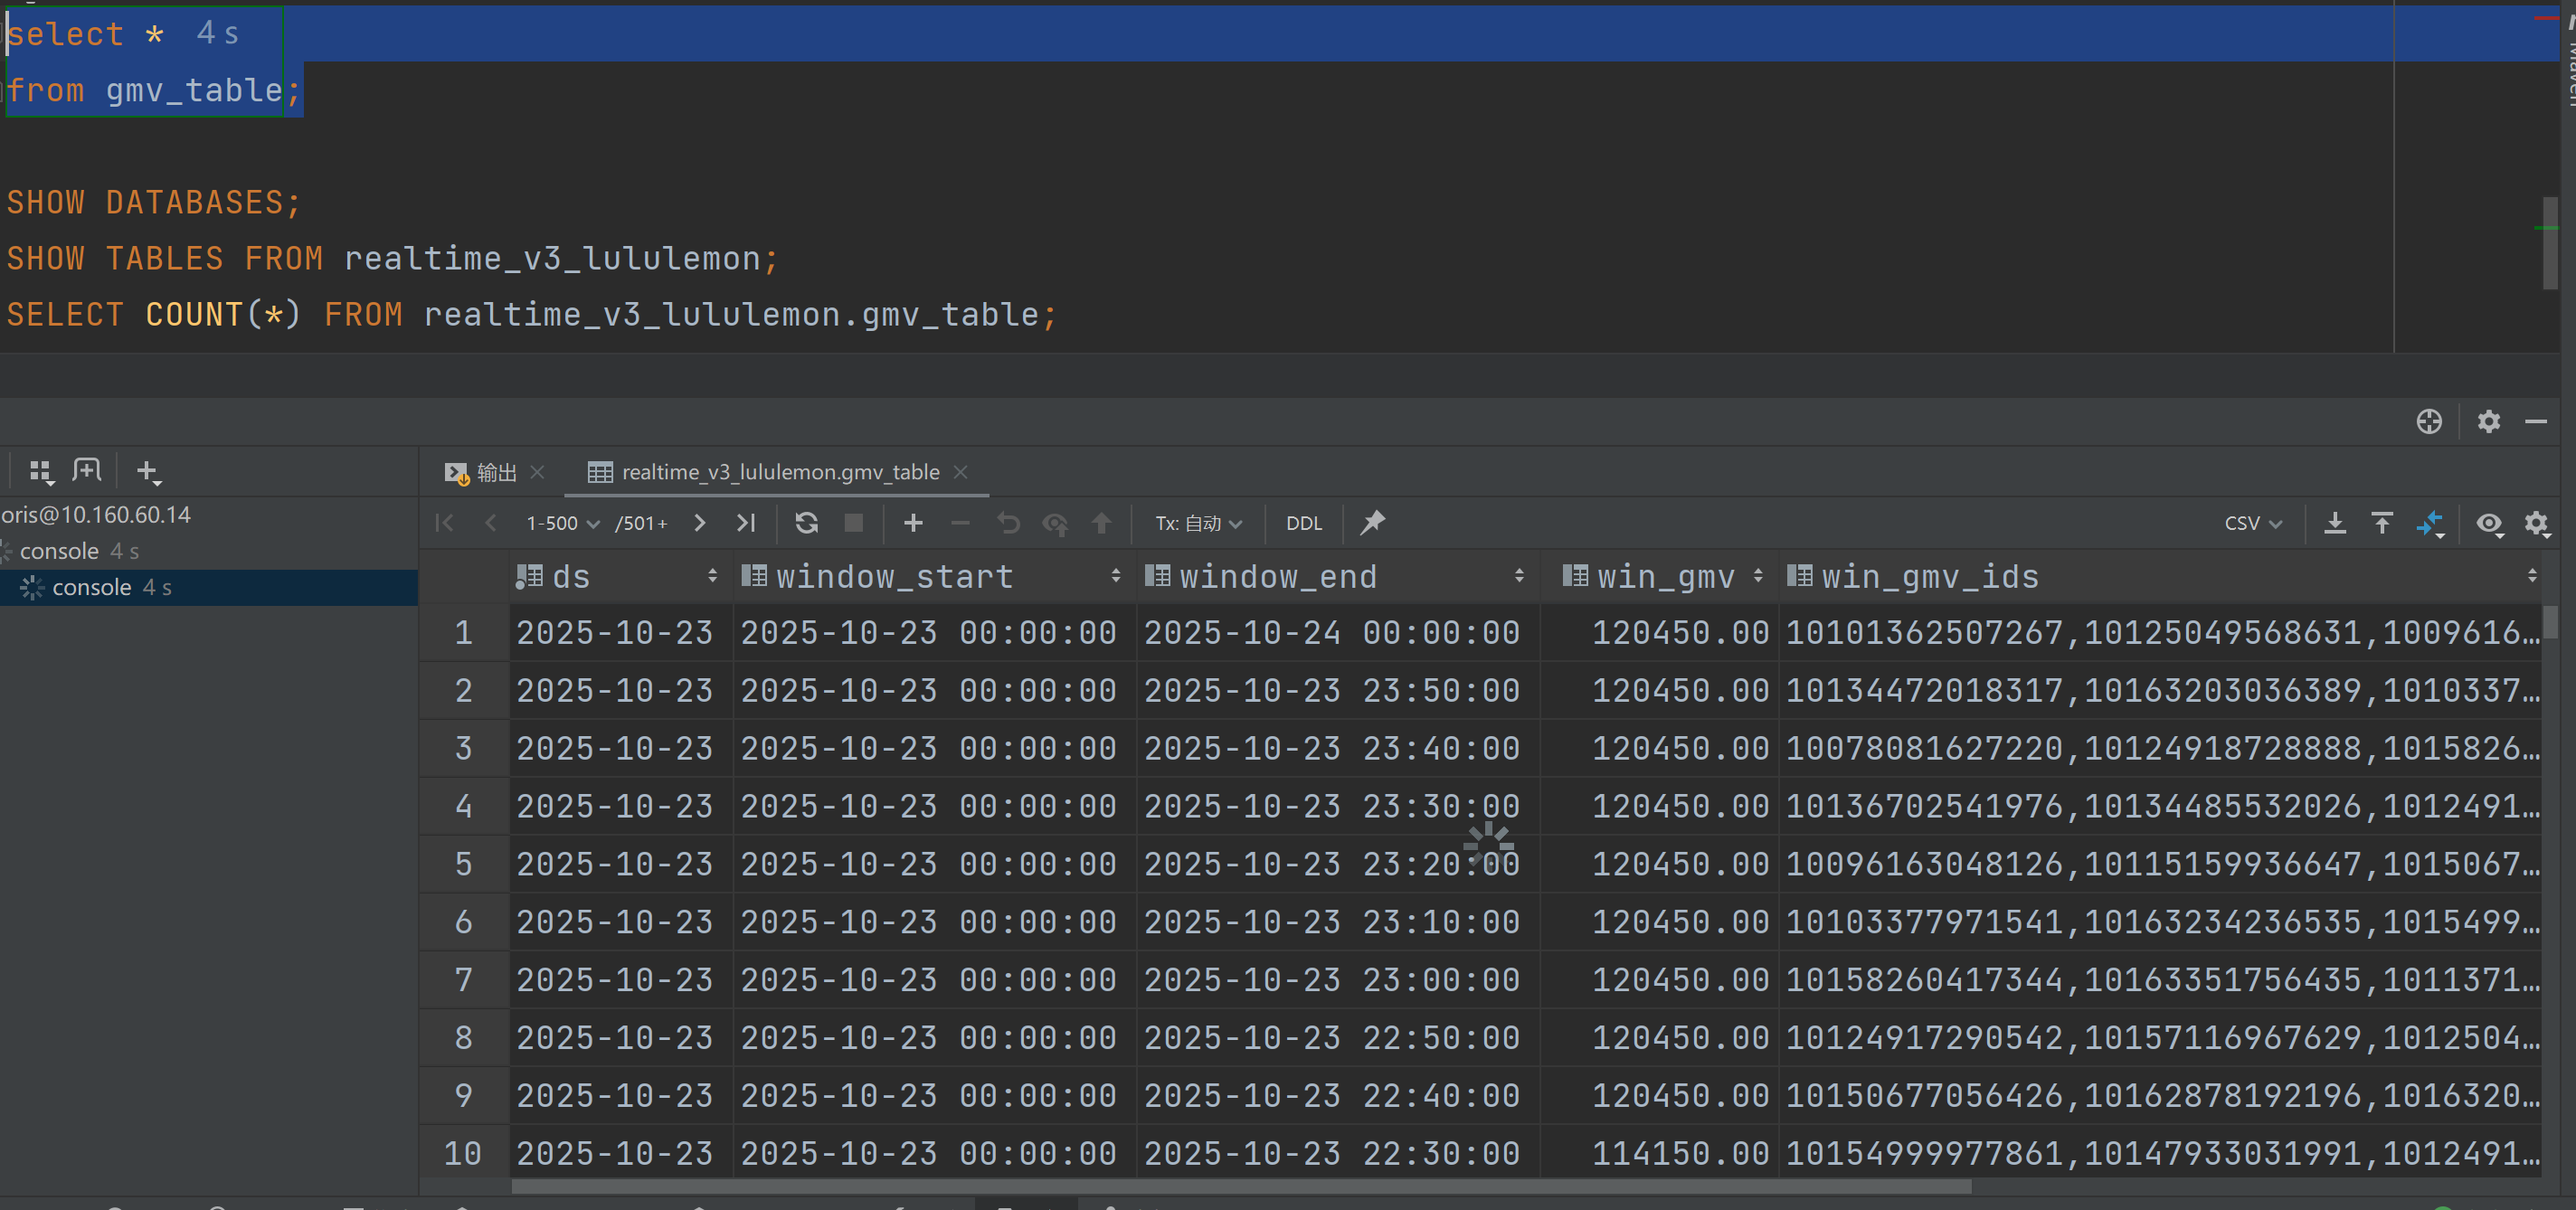 select * 4 s
from gmv_table;
SHOW DATABASES;
SHOW TABLES FROM realtime_v3_lululemon;
SELECT COUNT(*) FROM realtime_v3_lululemon.gmv_table;
Maven
输出 realtime_v3_lululemon.gmv_table
oris@10.160.60.14
console 4 s
console 4 s
1-500 /501+ Tx: 自动 DDL CSV
ds window_start window_end win_gmv win_gmv_ids
1 2025-10-23 2025-10-23 00:00:00 2025-10-24 00:00:00 120450.00 10101362507267,10125049568631,1009616…
2 2025-10-23 2025-10-23 00:00:00 2025-10-23 23:50:00 120450.00 10134472018317,10163203036389,1010337…
3 2025-10-23 2025-10-23 00:00:00 2025-10-23 23:40:00 120450.00 10078081627220,10124918728888,1015826…
4 2025-10-23 2025-10-23 00:00:00 2025-10-23 23:30:00 120450.00 10136702541976,10134485532026,1012491…
5 2025-10-23 2025-10-23 00:00:00 2025-10-23 23:20:00 120450.00 10096163048126,10115159936647,1015067…
6 2025-10-23 2025-10-23 00:00:00 2025-10-23 23:10:00 120450.00 10103377971541,10163234236535,1015499…
7 2025-10-23 2025-10-23 00:00:00 2025-10-23 23:00:00 120450.00 10158260417344,10163351756435,1011371…
8 2025-10-23 2025-10-23 00:00:00 2025-10-23 22:50:00 120450.00 10124917290542,10157116967629,1012504…
9 2025-10-23 2025-10-23 00:00:00 2025-10-23 22:40:00 120450.00 10150677056426,10162878192196,1016320…
10 2025-10-23 2025-10-23 00:00:00 2025-10-23 22:30:00 114150.00 10154999977861,10147933031991,1012491…